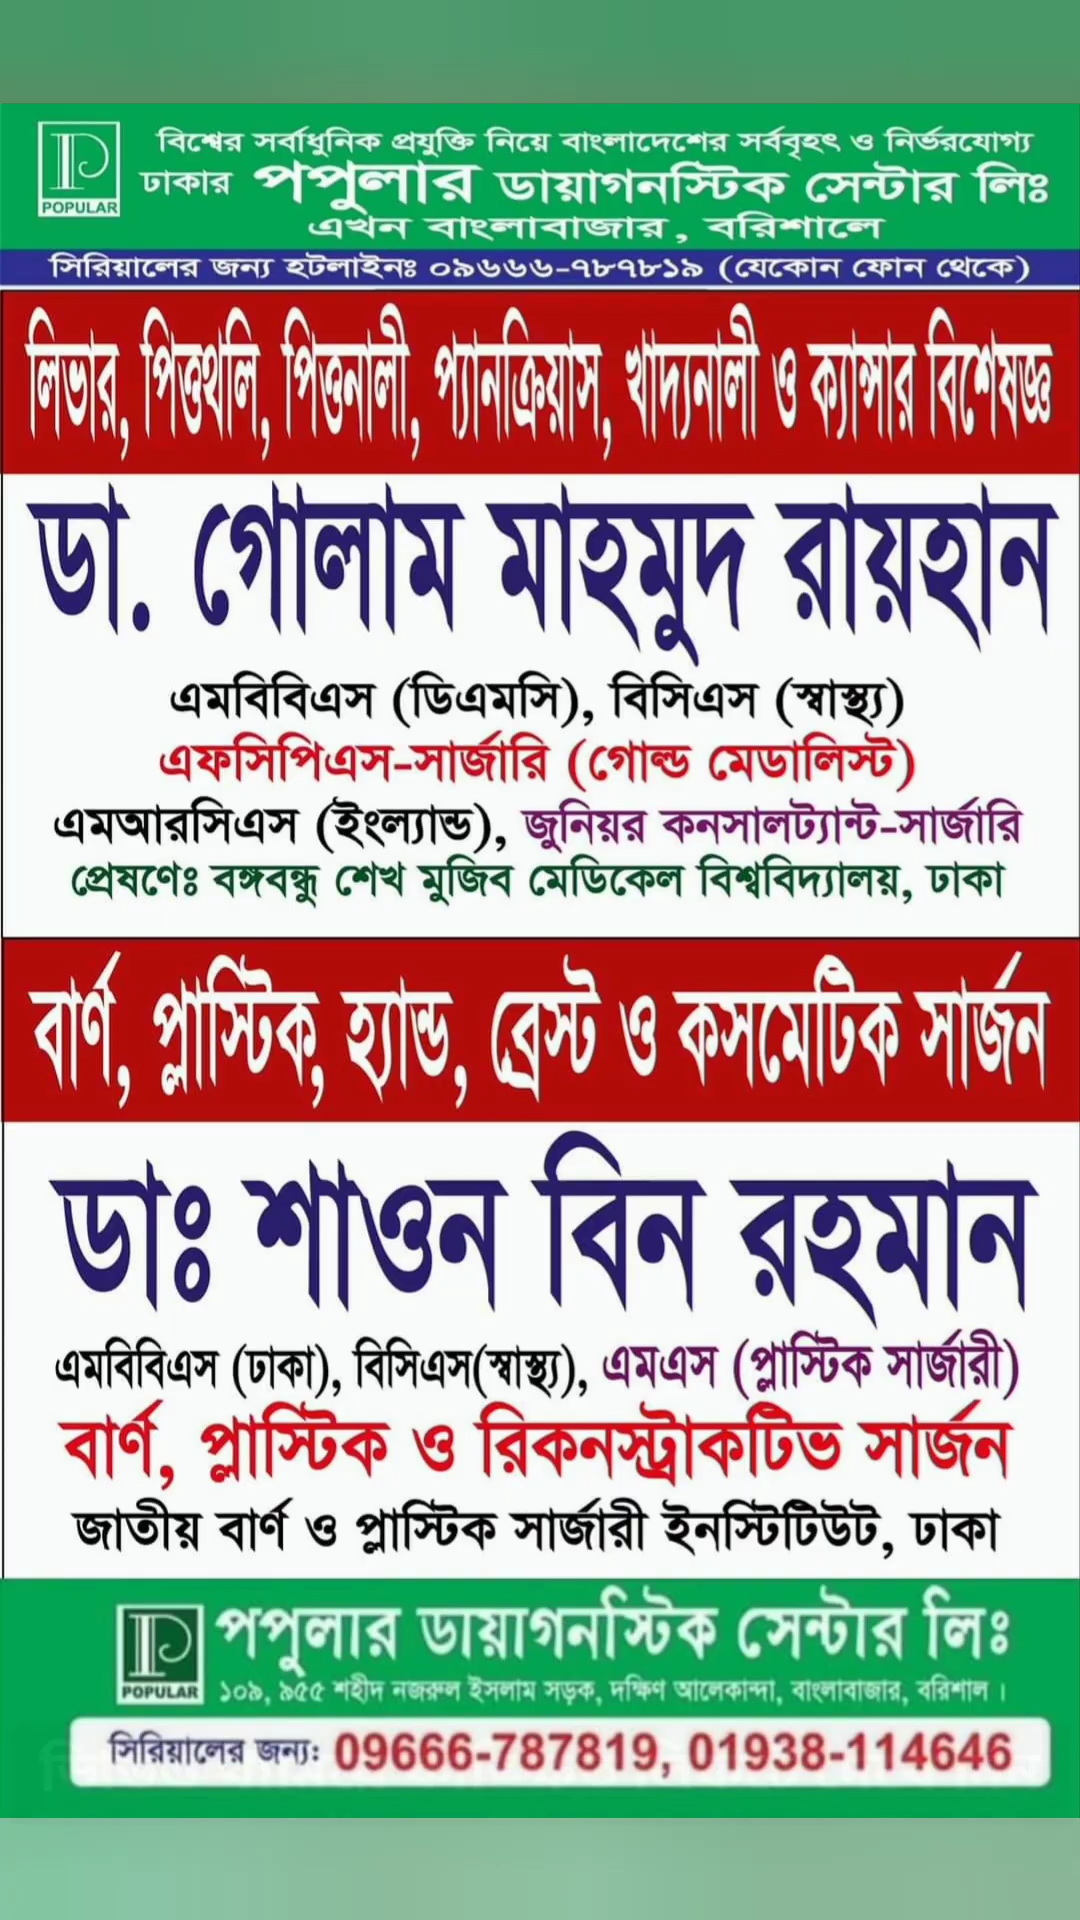 বিশ্বের সর্বাধুনিক প্রযুক্তি নিয়ে বাংলাদেশের সর্ববৃহৎ ও নির্ভরযোগ্য
ঢাকার পপুলার ডায়াগনস্টিক সেন্টার লিঃ
POPULAR
এখন বাংলাবাজার, বরিশালে
সিরিয়ালের জন্য হটলাইনঃ ০৯৬৬৬-৭৮৭৮১৯ (যেকোন ফোন থেকে)
লিভার, পিত্তথলি, পিত্তনালী, প্যানক্রিয়াস, খাদ্যনালী ও ক্যান্সার বিশেষজ্ঞ
ডা. গোলাম মাহমুদ রায়হান
এমবিবিএস (ডিএমসি), বিসিএস (স্বাস্থ্য)
এফসিপিএস-সার্জারি (গোল্ড মেডালিস্ট)
এমআরসিএস (ইংল্যান্ড), জুনিয়র কনসালট্যান্ট-সার্জারি
প্রেষণেঃ বঙ্গবন্ধু শেখ মুজিব মেডিকেল বিশ্ববিদ্যালয়, ঢাকা
বার্ণ, প্লাস্টিক, হ্যান্ড, ব্রেস্ট ও কসমেটিক সার্জন
ডাঃ শাওন বিন রহমান
এমবিবিএস (ঢাকা), বিসিএস(স্বাস্থ্য), এমএস (প্লাস্টিক সার্জারী)
বার্ণ, প্লাস্টিক ও রিকনস্ট্রাকটিভ সার্জন
জাতীয় বার্ণ ও প্লাস্টিক সার্জারী ইনস্টিটিউট, ঢাকা
পপুলার ডায়াগনস্টিক সেন্টার লিঃ
POPULAR
১০৯, ৯৫৫ শহীদ নজরুল ইসলাম সড়ক, দক্ষিণ আলেকান্দা, বাংলাবাজার, বরিশাল।
সিরিয়ালের জন্য: 09666-787819, 01938-114646